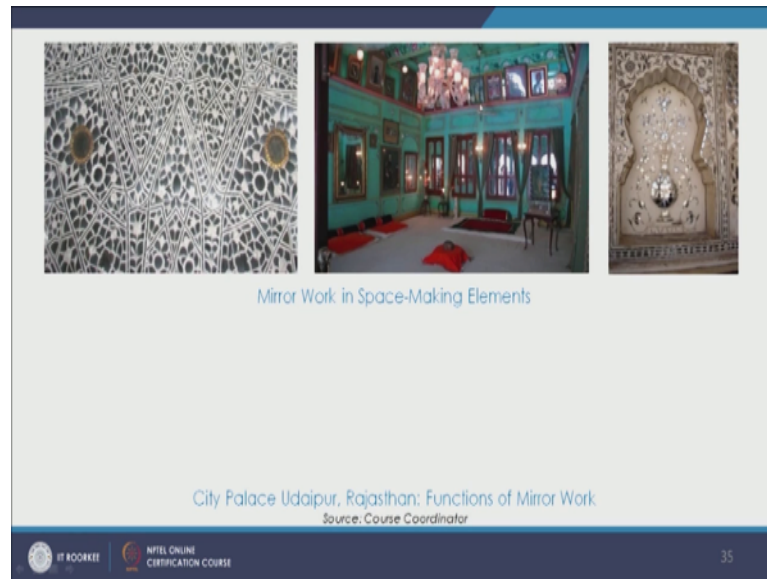 Mirror Work in Space-Making Elements
City Palace Udaipur, Rajasthan: Functions of Mirror Work
Source: Course Coordinator
IIT ROORKEE
NPTEL ONLINE
CERTIFICATION COURSE
35